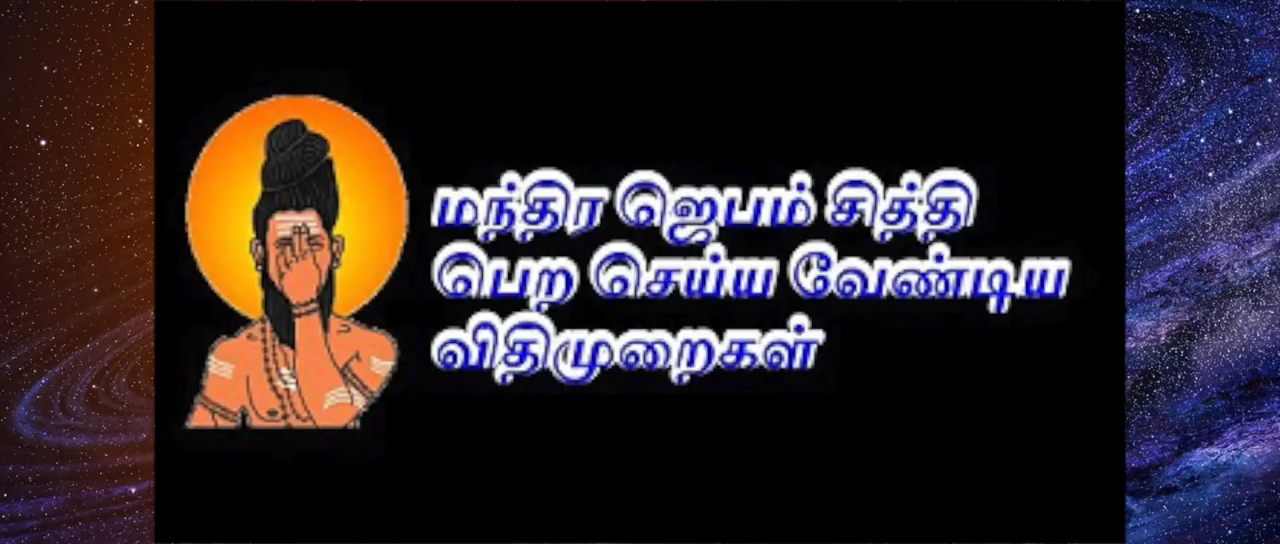 மந்திர ஜெபம் சித்தி
பெற செய்ய வேண்டிய
விதிமுறைகள்